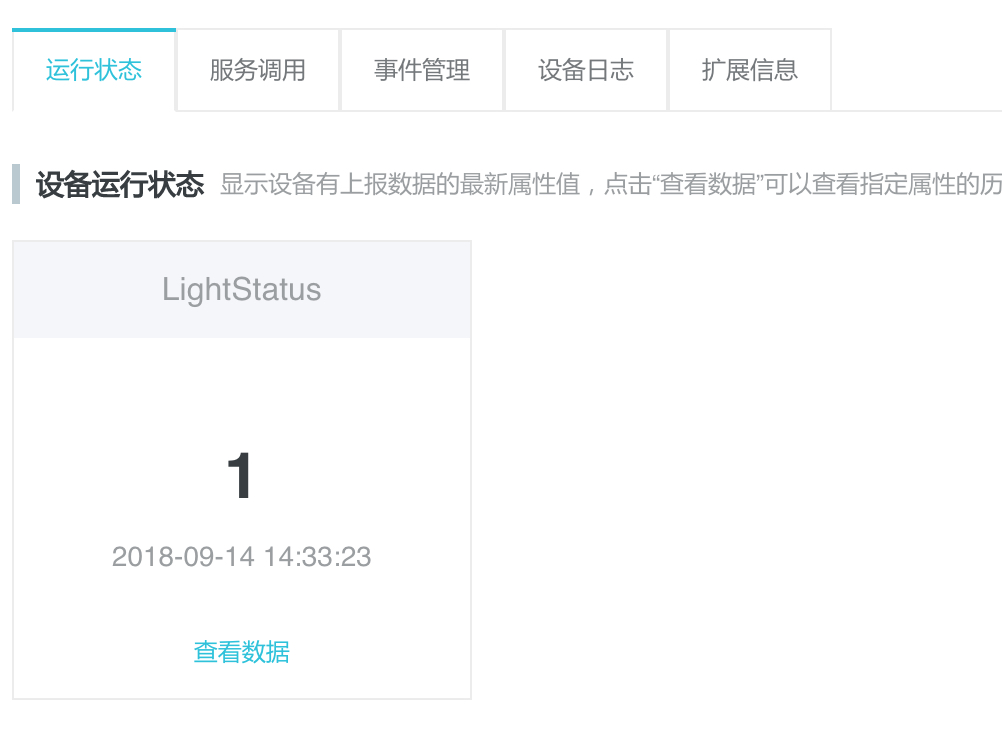 运行状态 服务调用 事件管理 设备日志 扩展信息
设备运行状态 显示设备有上报数据的最新属性值，点击“查看数据”可以查看指定属性的历
LightStatus
1
2018-09-14 14:33:23
查看数据